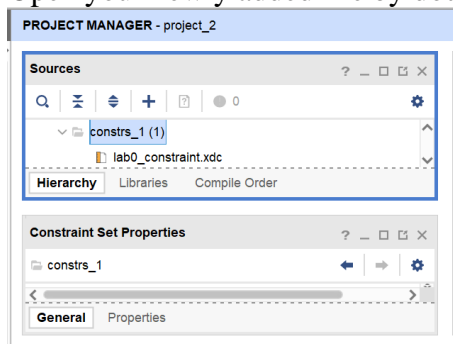 PROJECT MANAGER - project_2
Sources
? _
0
constrs_1 (1)
lab0_constraint.xdc
Hierarchy Libraries Compile Order
Constraint Set Properties
? _
constrs_1
General Properties